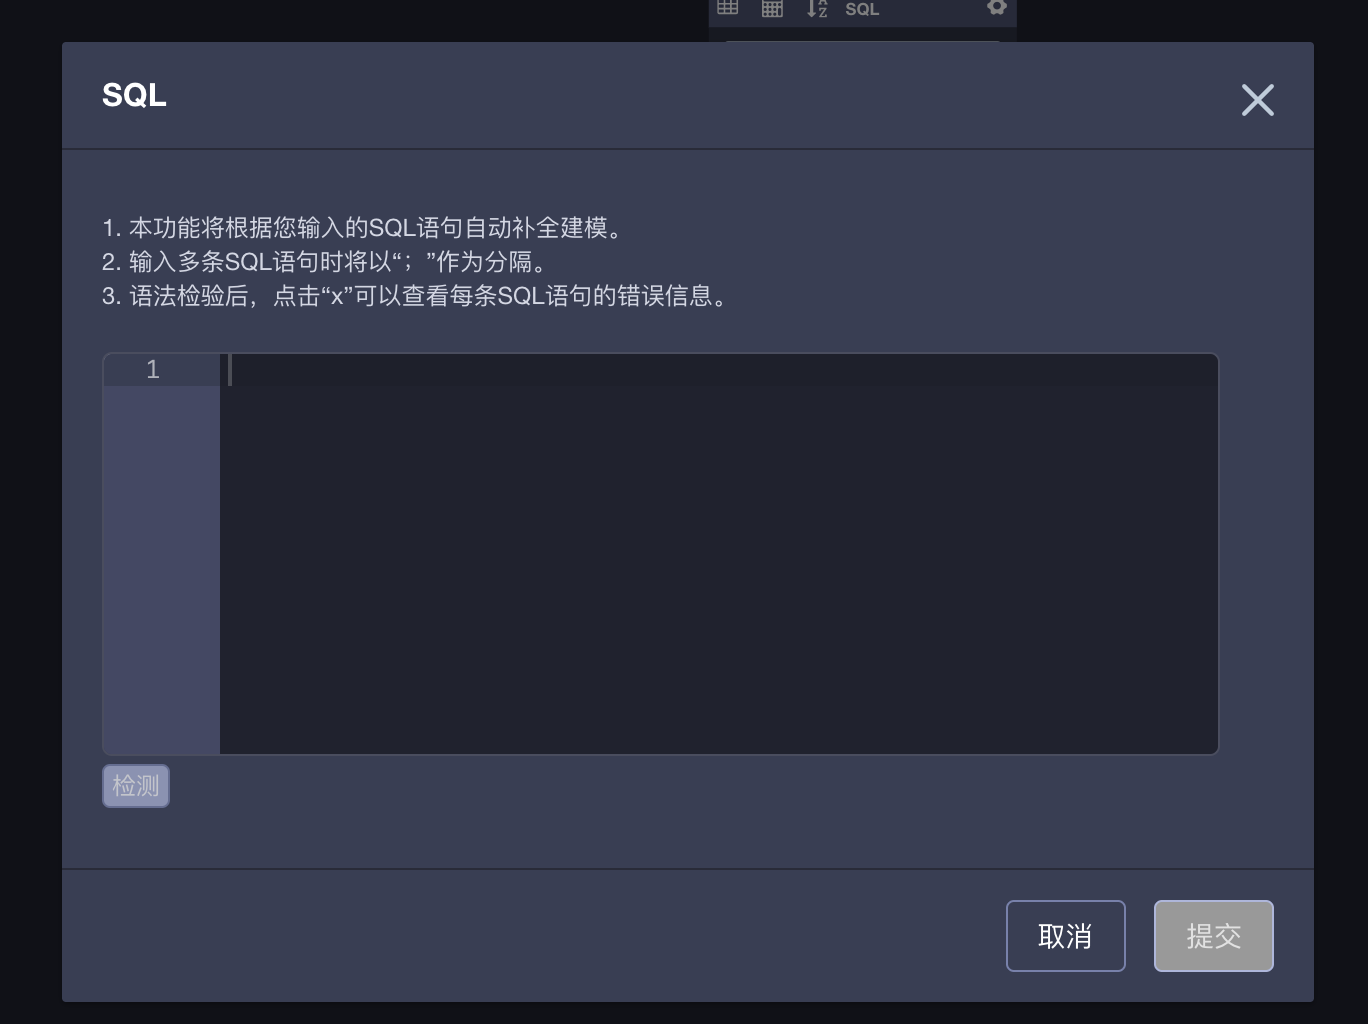 SQL
SQL
1. 本功能将根据您输入的SQL语句自动补全建模。
2. 输入多条SQL语句时将以“；”作为分隔。
3. 语法检验后，点击“x”可以查看每条SQL语句的错误信息。
1
检测
取消
提交